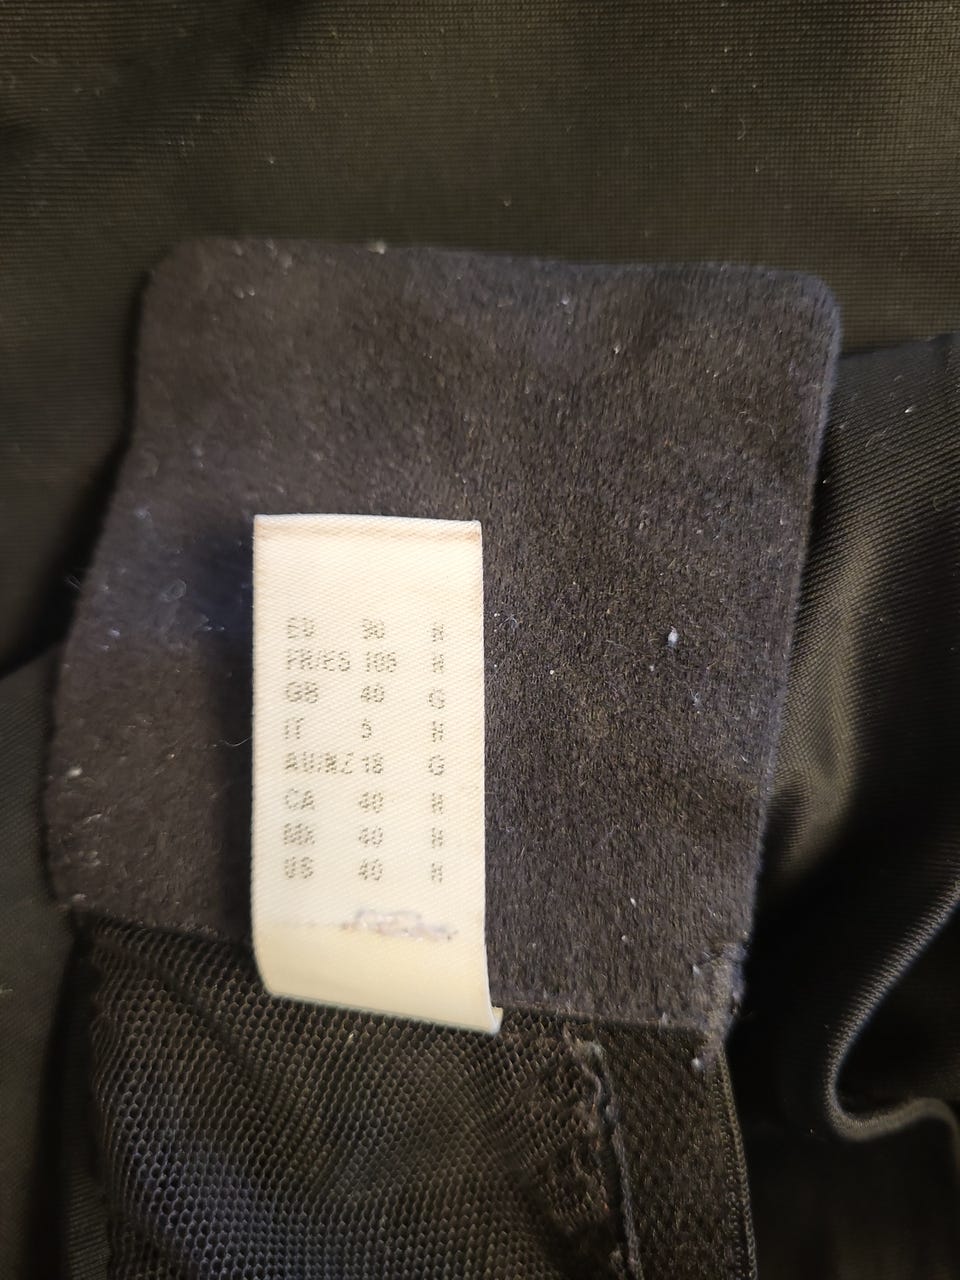 EU 90 H
FR/ES 105 H
GB 40 G
IT 5 H
AU/NZ 18 G
CA 40 H
MX 40 H
US 40 H